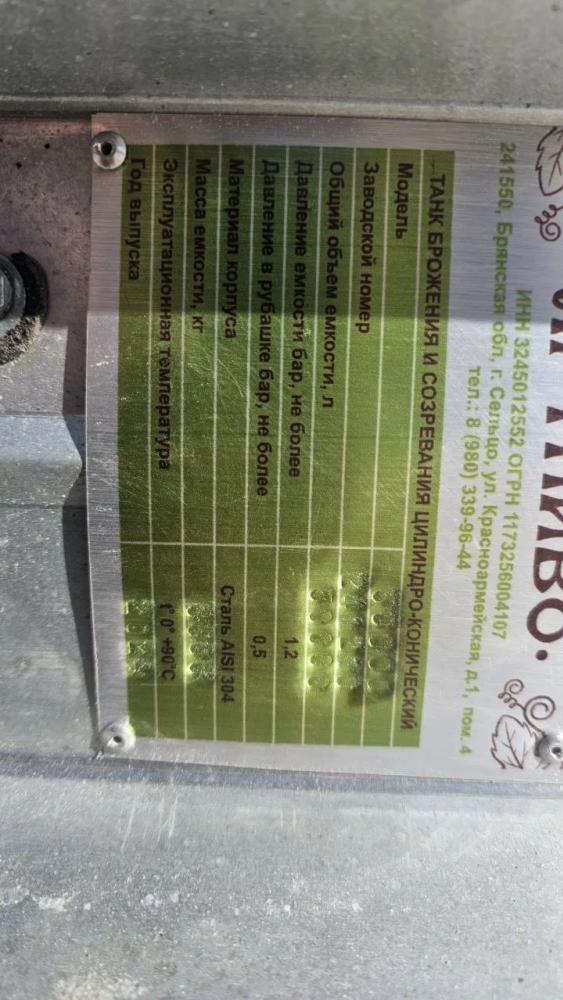 ПИВО.
ИНН 3245012552 ОГРН 1173256004107
241550, Брянская обл, г. Сельцо, ул. Красноармейская, д.1, пом. 4
тел.: 8 (980) 339-96-44
ТАНК БРОЖЕНИЯ И СОЗРЕВАНИЯ ЦИЛИНДРО-КОНИЧЕСКИЙ
Модель
Заводской номер
Общий объем емкости, л
Давление емкости бар, не более 1,2
Давление в рубашке бар, не более 0,5
Материал корпуса Сталь AISI 304
Масса емкости, кг
Эксплуатационная температура t° 0° +90°C
Год выпуска